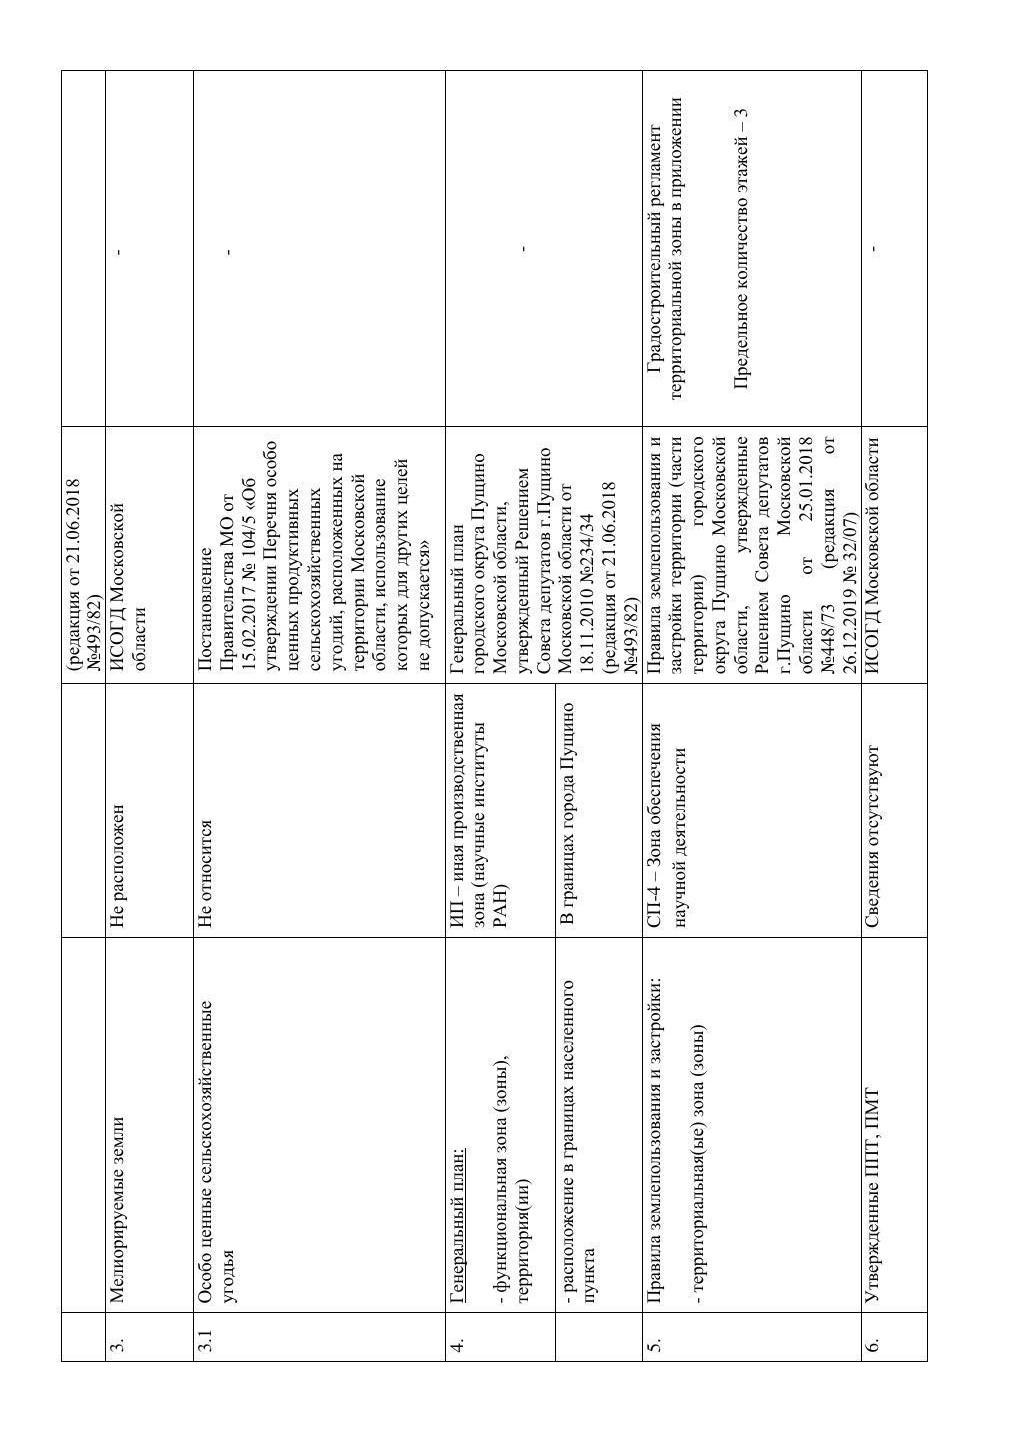 (редакция от 21.06.2018
№493/82)
3.
Мелиорируемые земли
Не расположен
ИСОГД Московской
области
-
3.1
Особо ценные сельскохозяйственные
угодья
Не относится
Постановление
Правительства МО от
15.02.2017 № 104/5 «Об
утверждении Перечня особо
ценных продуктивных
сельскохозяйственных
угодий, расположенных на
территории Московской
области, использование
которых для других целей
не допускается»
-
4.
Генеральный план:
- функциональная зона (зоны),
территория(ии)
ИП – иная производственная
зона (научные институты
РАН)
- расположение в границах населенного
пункта
В границах города Пущино
Генеральный план
городского округа Пущино
Московской области,
утвержденный Решением
Совета депутатов г.Пущино
Московской области от
18.11.2010 №234/34
(редакция от 21.06.2018
№493/82)
-
5.
Правила землепользования и застройки:
- территориальная(ые) зона (зоны)
СП-4 – Зона обеспечения
научной деятельности
Правила землепользования и
застройки территории (части
территории) городского
округа Пущино Московской
области, утвержденные
Решением Совета депутатов
г.Пущино Московской
области от 25.01.2018
№448/73 (редакция от
26.12.2019 № 32/07)
Градостроительный регламент
территориальной зоны в приложении
Предельное количество этажей – 3
6.
Утвержденные ППТ, ПМТ
Сведения отсутствуют
ИСОГД Московской области
-